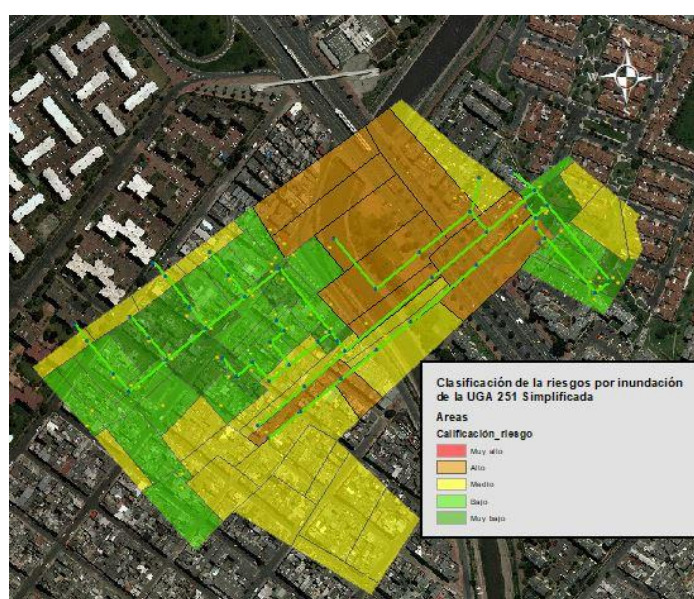 Clasificación de la riesgos por inundación
de la UGA 251 Simplificada
Areas
Calificación_riesgo
Muy alto
Alto
Medio
Bajo
Muy bajo